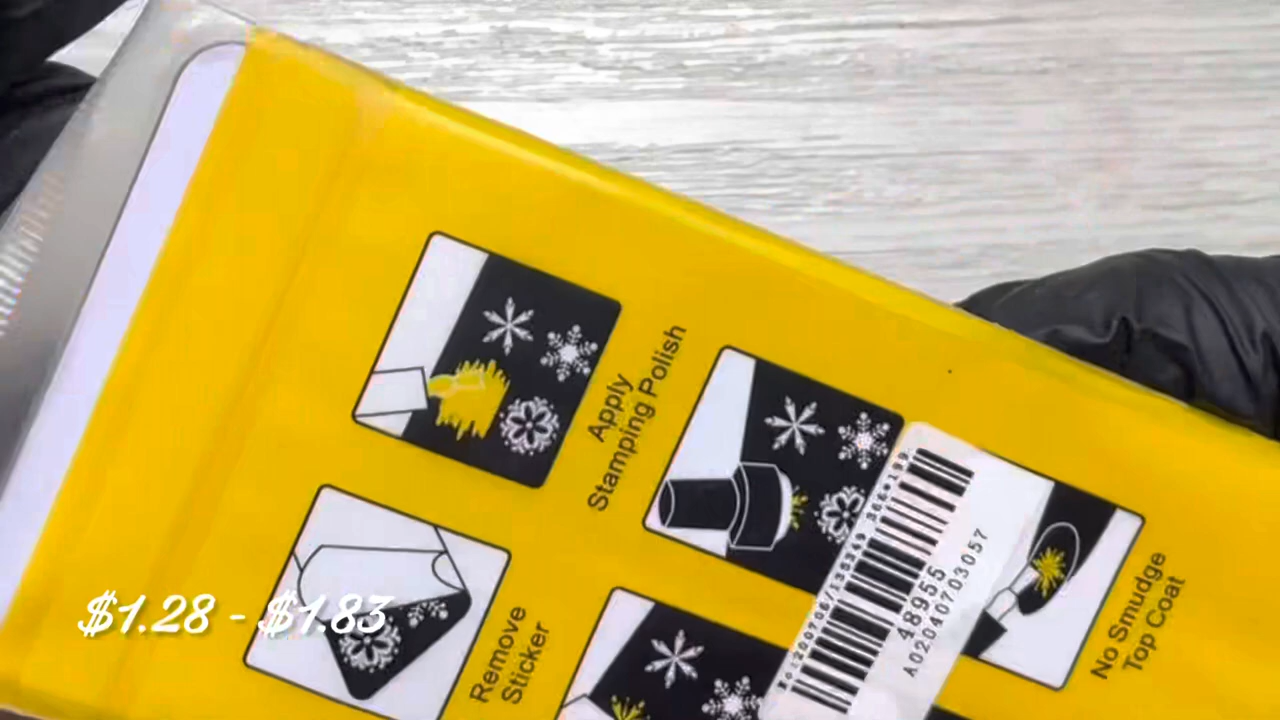 Apply
Stamping Polish
Remove
Sticker
48955
A02040703057
No Smudge
Top Coat
$1.28 - $1.83